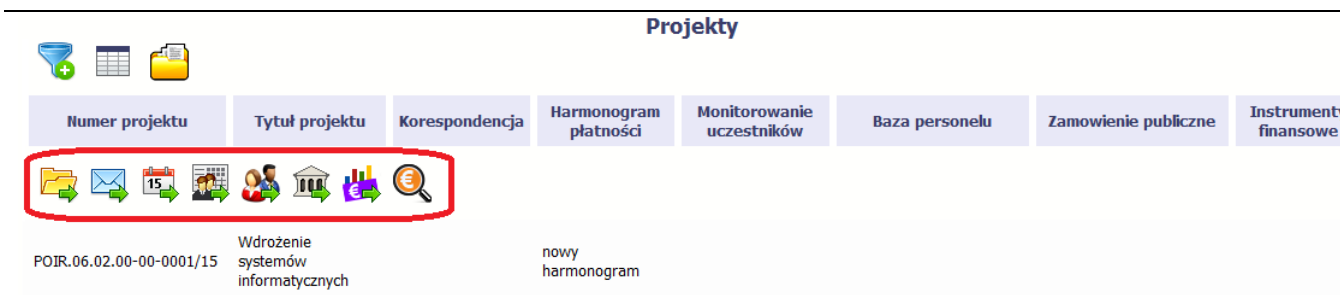 Projekty
Numer projektu
Tytuł projektu
Korespondencja
Harmonogram
płatności
Monitorowanie
uczestników
Baza personelu
Zamowienie publiczne
Instrumenty
finansowe
15
POIR.06.02.00-00-0001/15
Wdrożenie
systemów
informatycznych
nowy
harmonogram